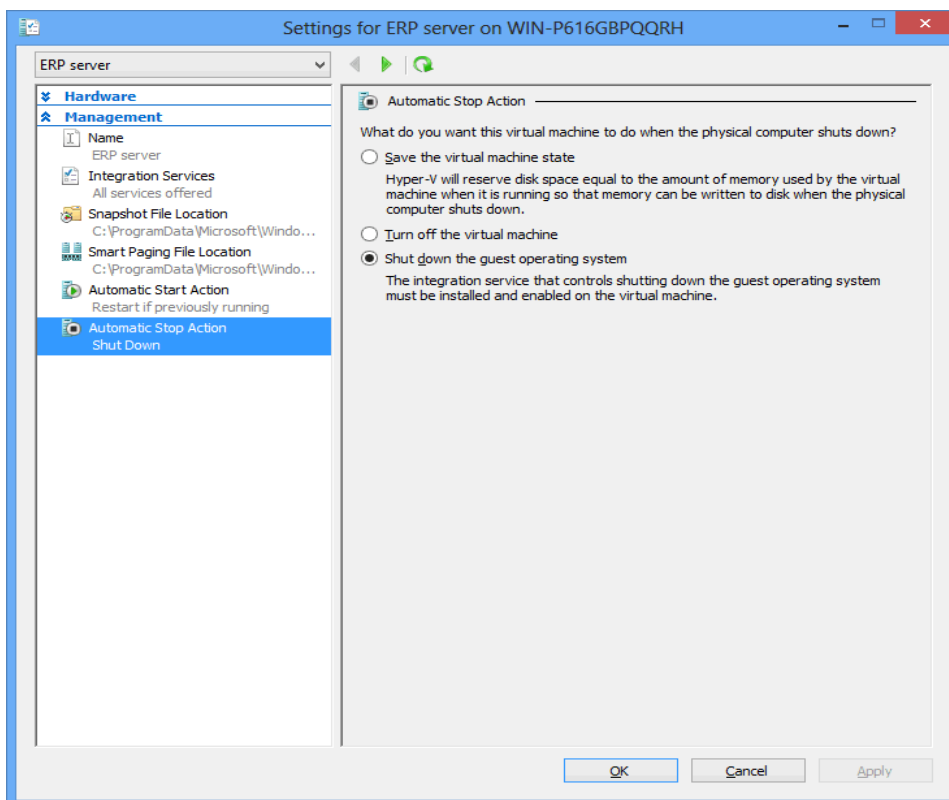 Settings for ERP server on WIN-P616GBPQQRH
ERP server
Hardware
Management
Name
ERP server
Integration Services
All services offered
Snapshot File Location
C:\ProgramData\Microsoft\Windo...
Smart Paging File Location
C:\ProgramData\Microsoft\Windo...
Automatic Start Action
Restart if previously running
Automatic Stop Action
Shut Down
Automatic Stop Action
What do you want this virtual machine to do when the physical computer shuts down?
Save the virtual machine state
Hyper-V will reserve disk space equal to the amount of memory used by the virtual
machine when it is running so that memory can be written to disk when the physical
computer shuts down.
Turn off the virtual machine
Shut down the guest operating system
The integration service that controls shutting down the guest operating system
must be installed and enabled on the virtual machine.
OK
Cancel
Apply